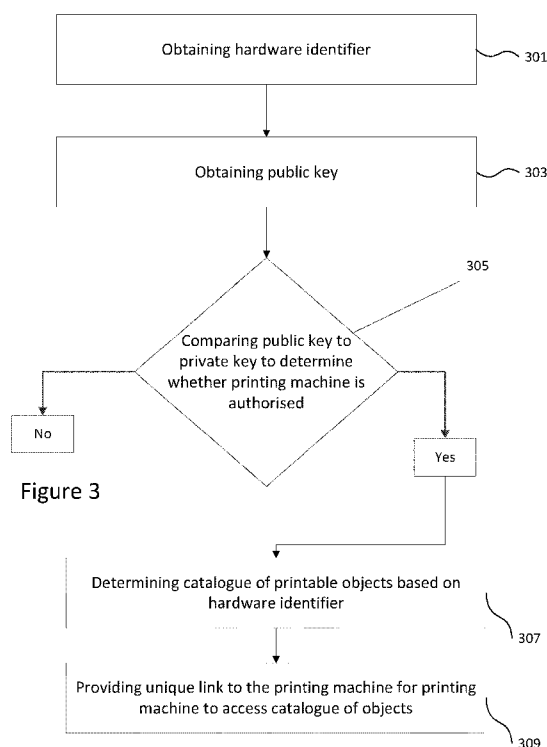 Obtaining hardware identifier
301
Obtaining public key
303
305
Comparing public key to
private key to determine
whether printing machine is
authorised
No
Yes
Figure 3
Determining catalogue of printable objects based on
hardware identifier
307
Providing unique link to the printing machine for printing
machine to access catalogue of objects
309